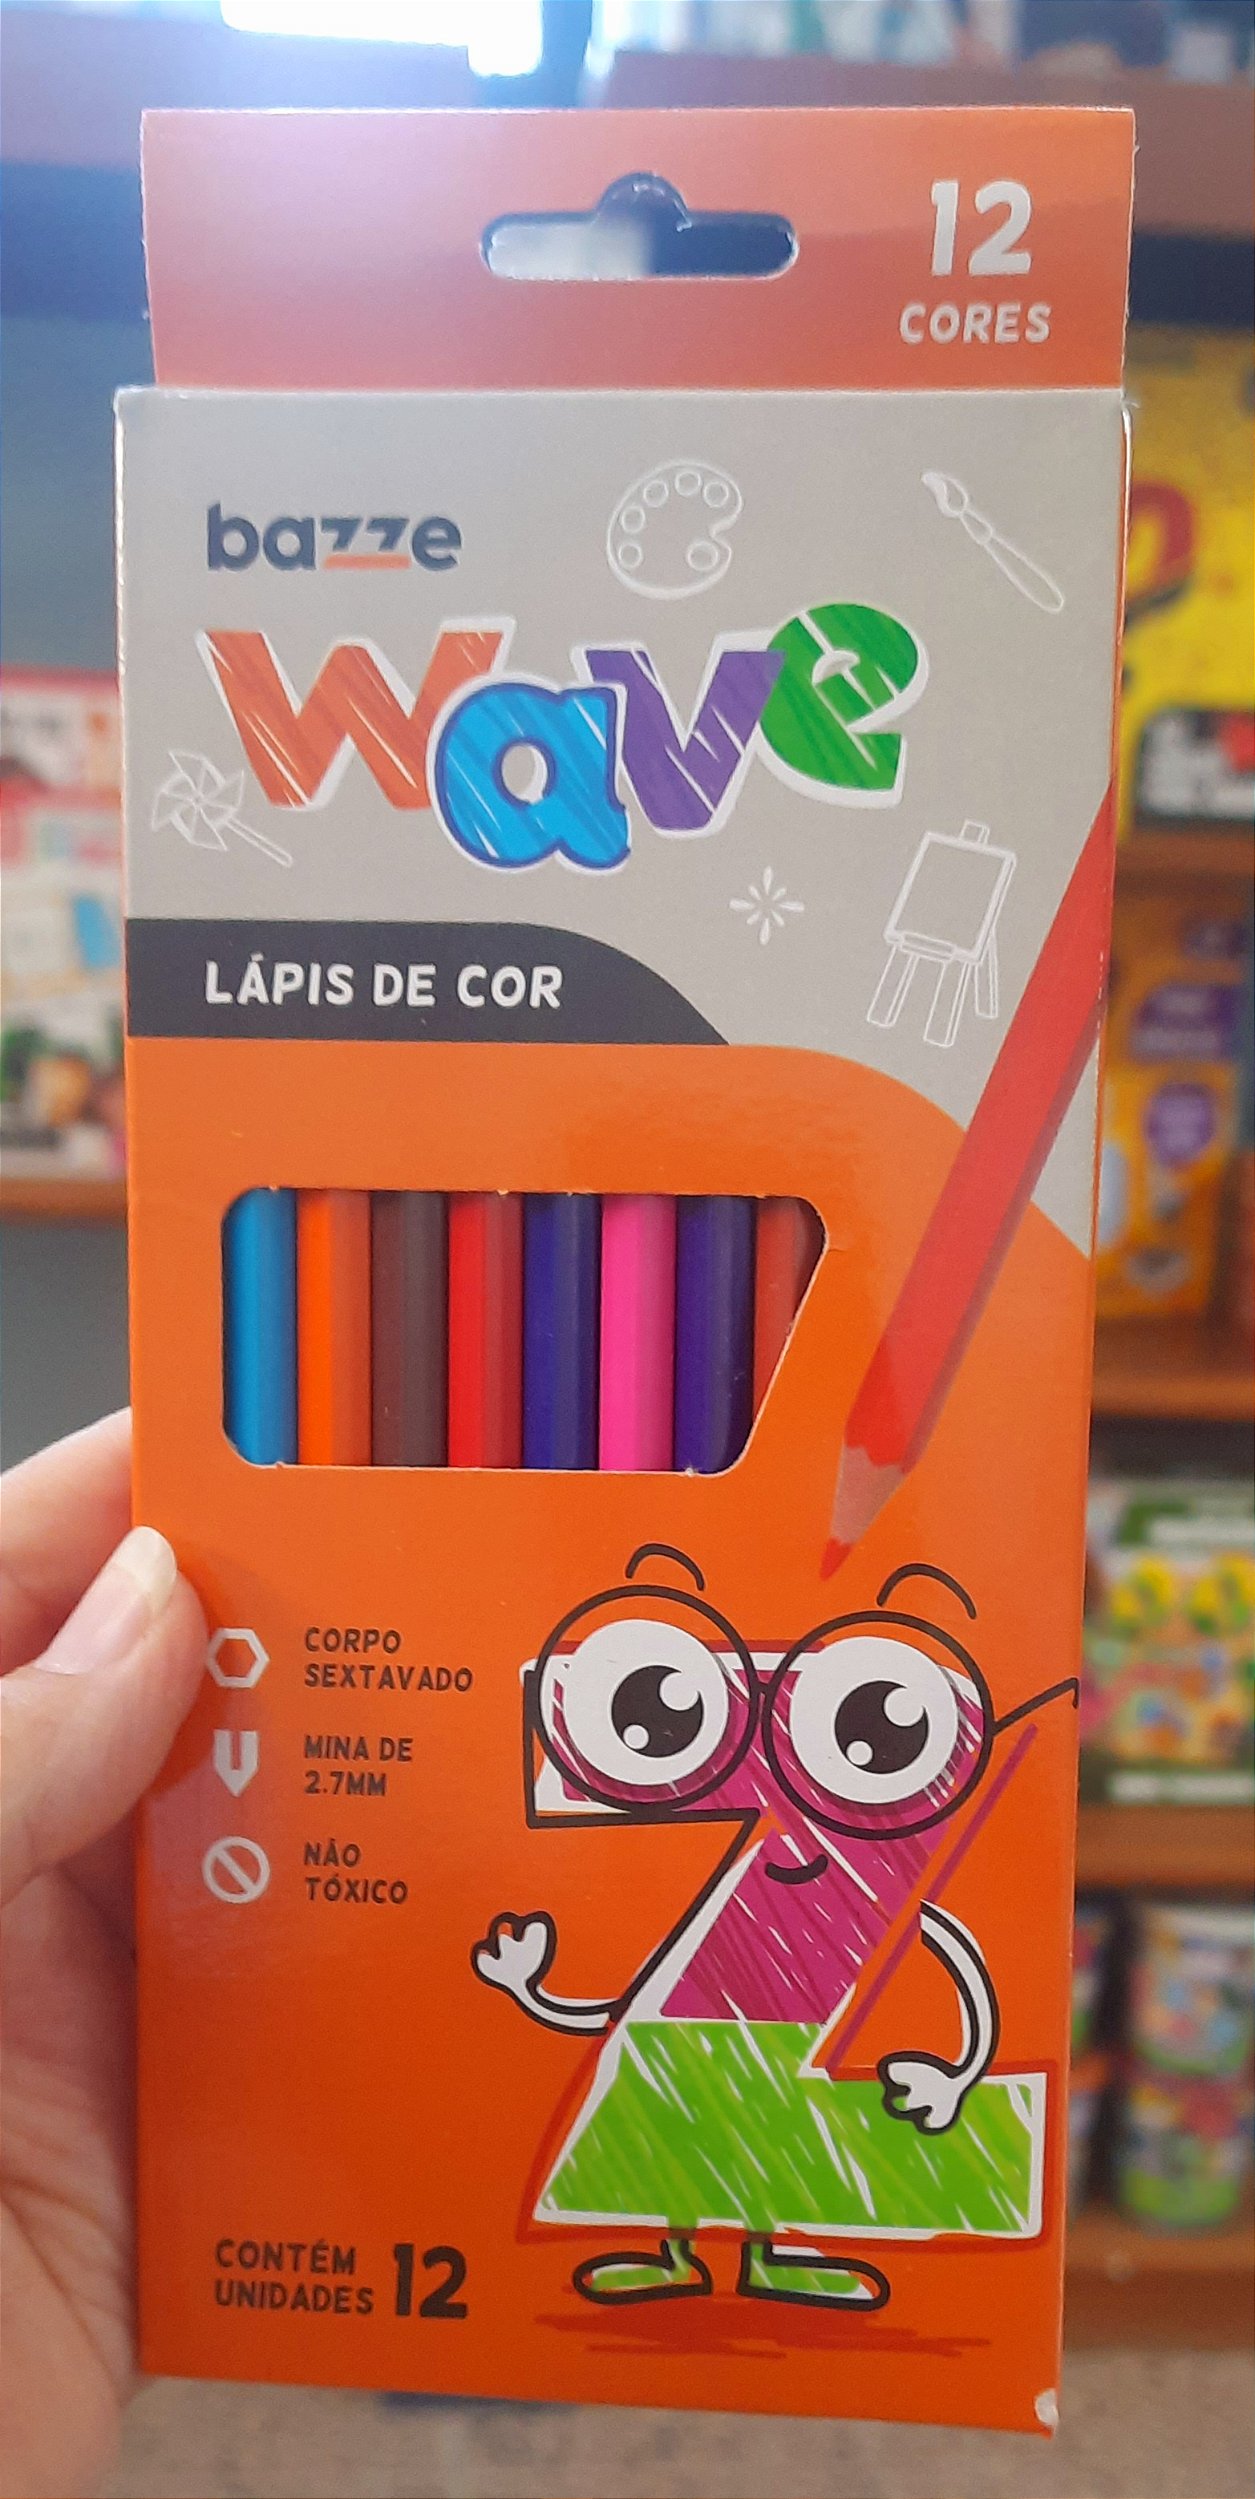 12
CORES
bazze
wave
LÁPIS DE COR
CORPO
SEXTAVADO
MINA DE
2.7MM
NÃO
TÓXICO
CONTÉM
UNIDADES 12